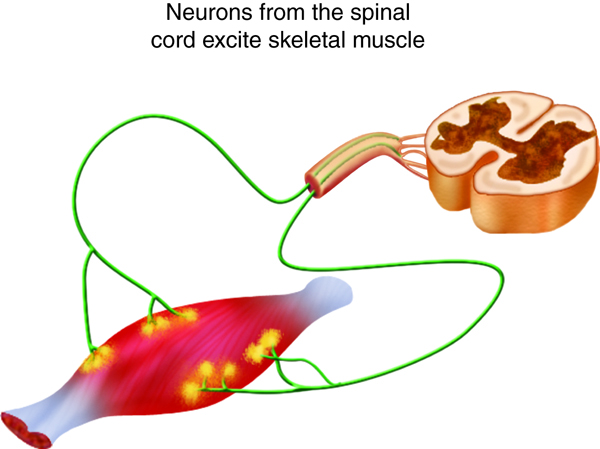 Neurons from the spinal
cord excite skeletal muscle